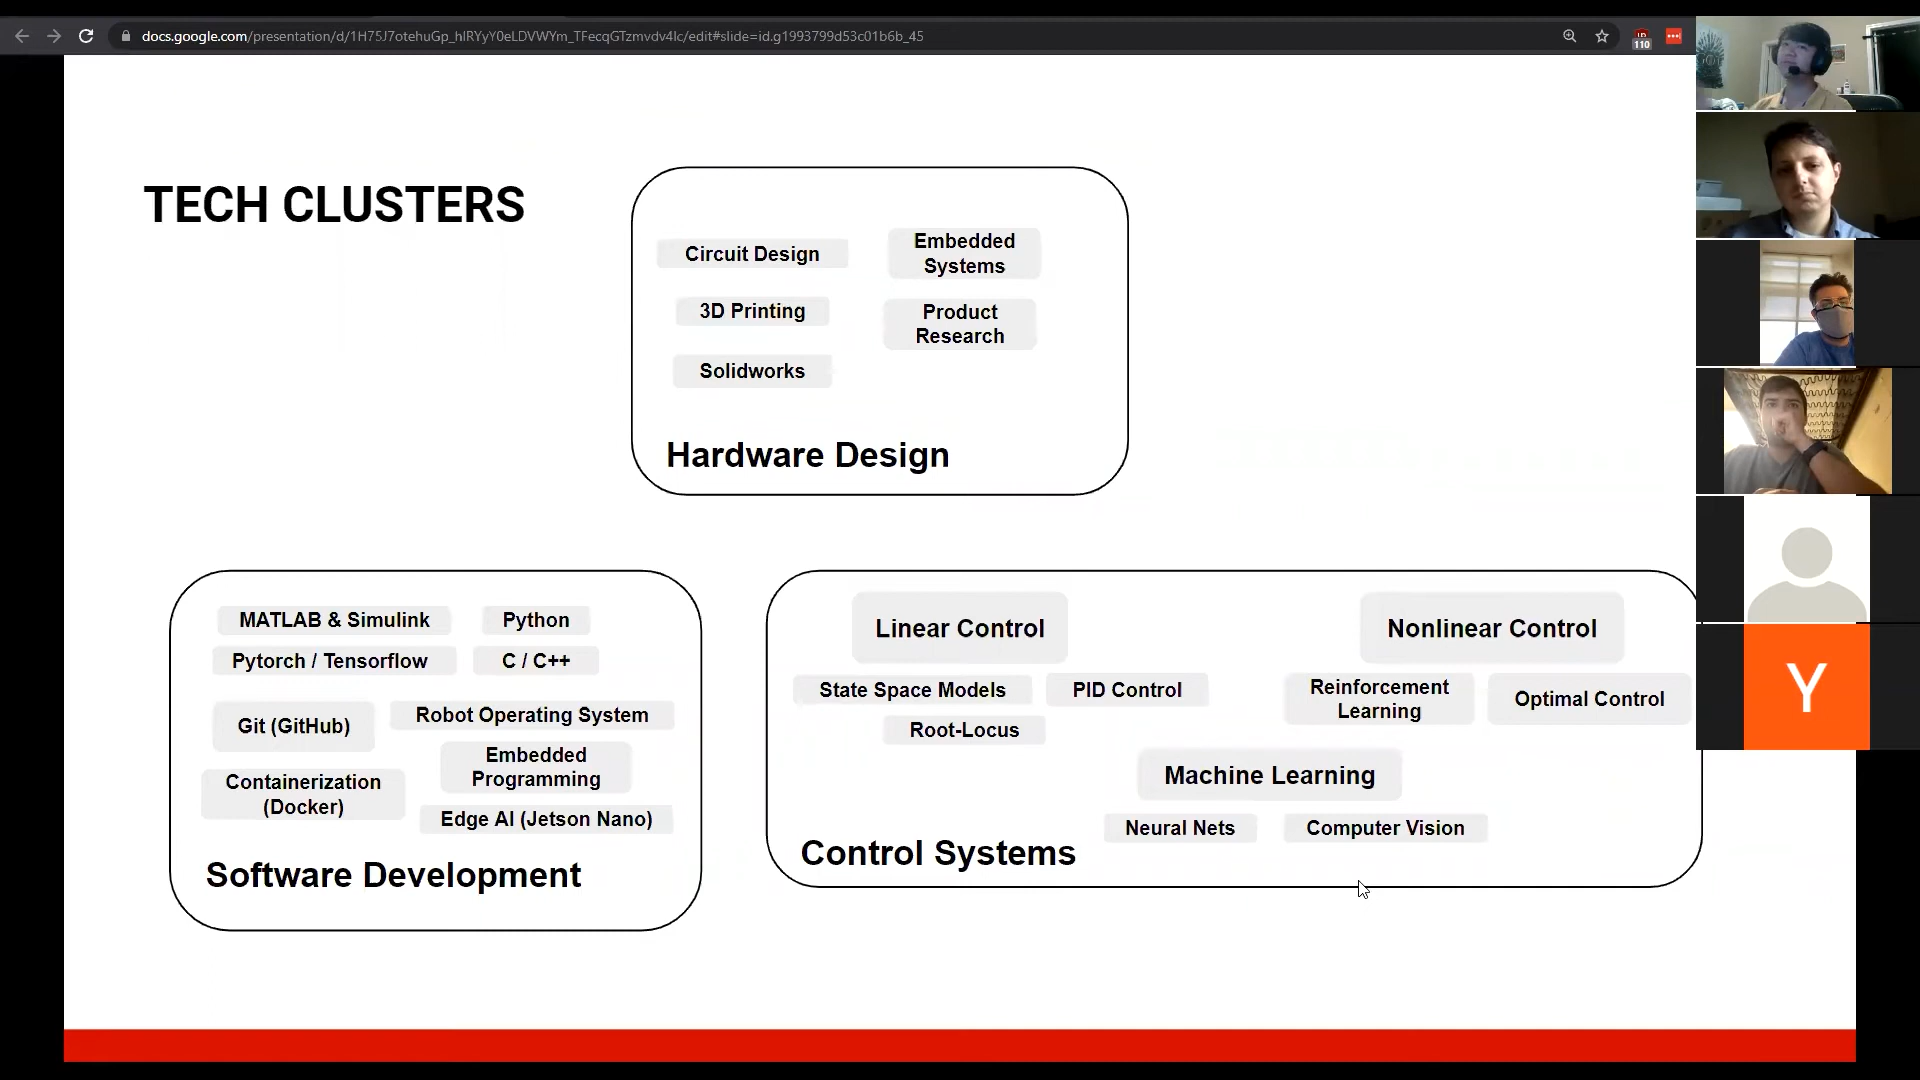 docs.google.com/presentation/d/1H75J7otehuGp_hlRYyY0eLDVWYm_TFecqGTzmvdv4lc/edit#slide=id.g1993799d53c01b6b_45
110
TECH CLUSTERS
Circuit Design
Embedded
Systems
3D Printing
Product
Research
Solidworks
Hardware Design
MATLAB & Simulink
Python
Pytorch / Tensorflow
C / C++
Git (GitHub)
Robot Operating System
Embedded
Programming
Containerization
(Docker)
Edge AI (Jetson Nano)
Software Development
Linear Control
Nonlinear Control
State Space Models
PID Control
Root-Locus
Reinforcement
Learning
Optimal Control
Machine Learning
Neural Nets
Computer Vision
Control Systems
Y